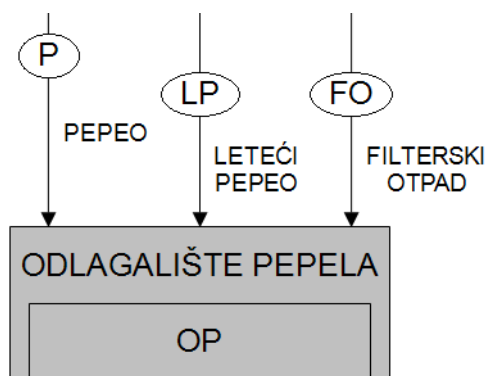 P
LP
FO
PEPEO
LETEĆI
PEPEO
FILTERSKI
OTPAD
ODLAGALIŠTE PEPELA
OP